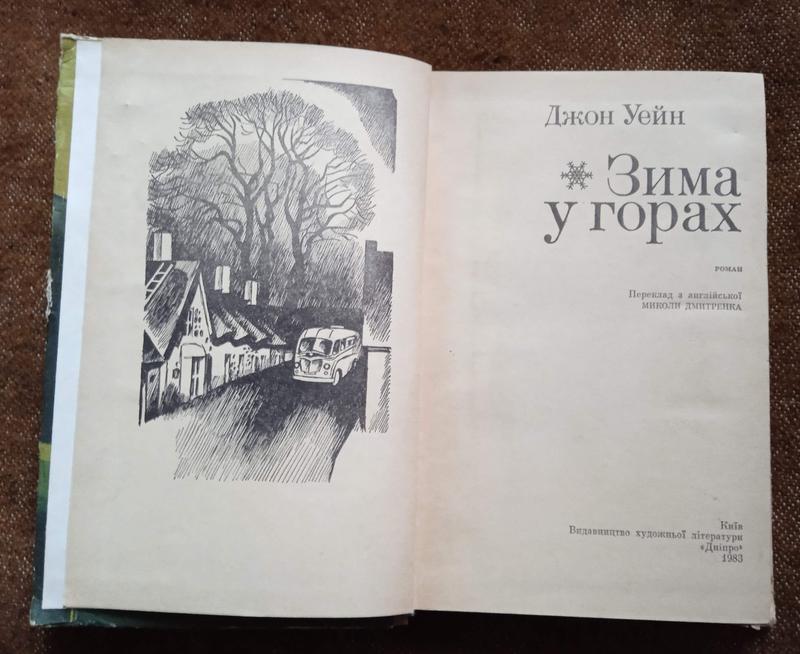 Джон Уейн
Зима
у горах
роман
Переклад з англійської
МИКОЛИ ДМИТРЕНКА
Київ
Видавництво художньої літератури
«Дніпро»
1983